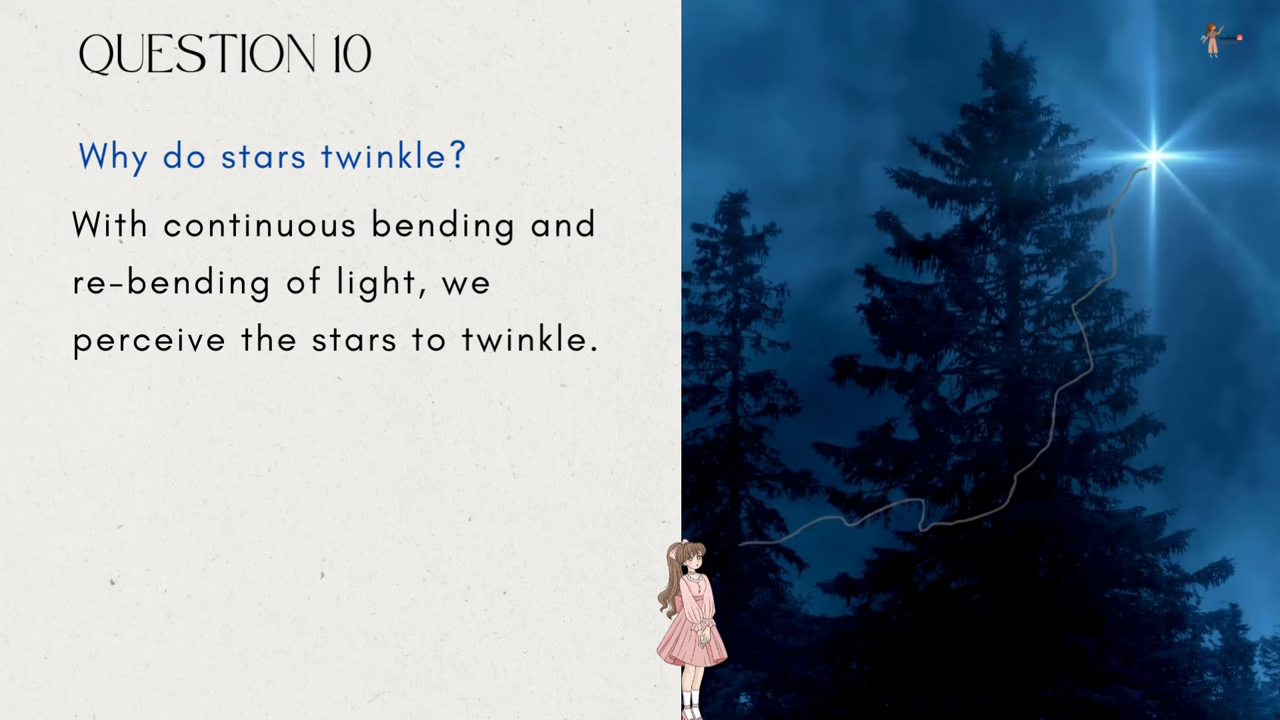 QUESTION 10
Why do stars twinkle?
With continuous bending and
re-bending of light, we
perceive the stars to twinkle.